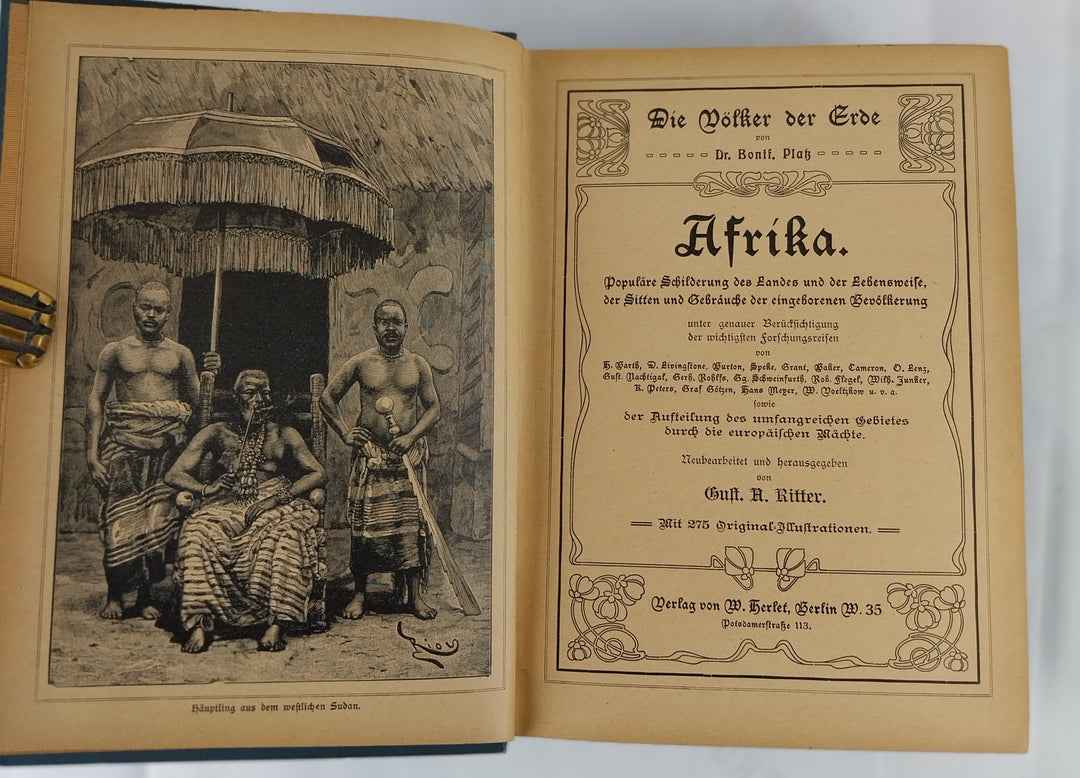 Riou
Häuptling aus dem westlichen Sudan.
Die Völker der Erde
von
Dr. Bonif. Platz
Afrika.
Populäre Schilderung des Landes und der Lebensweise,
der Sitten und Gebräuche der eingeborenen Bevölkerung
unter genauer Berücksichtigung
der wichtigsten Forschungsreisen
von
H. Barth, D. Livingstone, Burton, Speke, Grant, Baker, Cameron, O. Lenz,
Gust. Nachtigal, Gerh. Rohlfs, Gg. Schweinfurth, Rob. Flegel, Wilh. Junker,
K. Peters, Graf Götzen, Hans Meyer, W. Voeltzkow u. v. a.
sowie
der Aufteilung des umfangreichen Gebietes
durch die europäischen Mächte.
Neubearbeitet und herausgegeben
von
Gust. A. Ritter.
Mit 275 Original-Illustrationen.
Verlag von W. Herlet, Berlin W. 35
Potsdamerstraße 113.